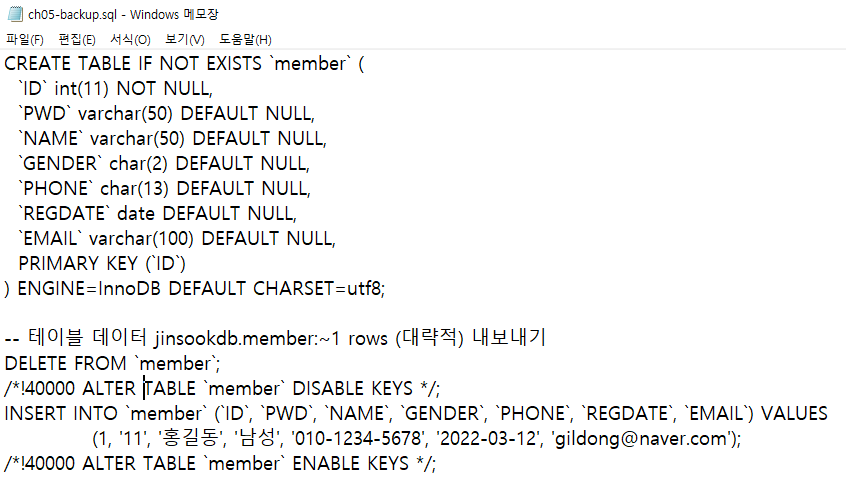 ch05-backup.sql - Windows 메모장
파일(F) 편집(E) 서식(O) 보기(V) 도움말(H)
CREATE TABLE IF NOT EXISTS `member` (
`ID` int(11) NOT NULL,
`PWD` varchar(50) DEFAULT NULL,
`NAME` varchar(50) DEFAULT NULL,
`GENDER` char(2) DEFAULT NULL,
`PHONE` char(13) DEFAULT NULL,
`REGDATE` date DEFAULT NULL,
`EMAIL` varchar(100) DEFAULT NULL,
PRIMARY KEY (`ID`)
) ENGINE=InnoDB DEFAULT CHARSET=utf8;
-- 테이블 데이터 jinsookdb.member:~1 rows (대략적) 내보내기
DELETE FROM `member`;
/*!40000 ALTER TABLE `member` DISABLE KEYS */;
INSERT INTO `member` (`ID`, `PWD`, `NAME`, `GENDER`, `PHONE`, `REGDATE`, `EMAIL`) VALUES
(1, '11', '홍길동', '남성', '010-1234-5678', '2022-03-12', 'gildong@naver.com');
/*!40000 ALTER TABLE `member` ENABLE KEYS */;